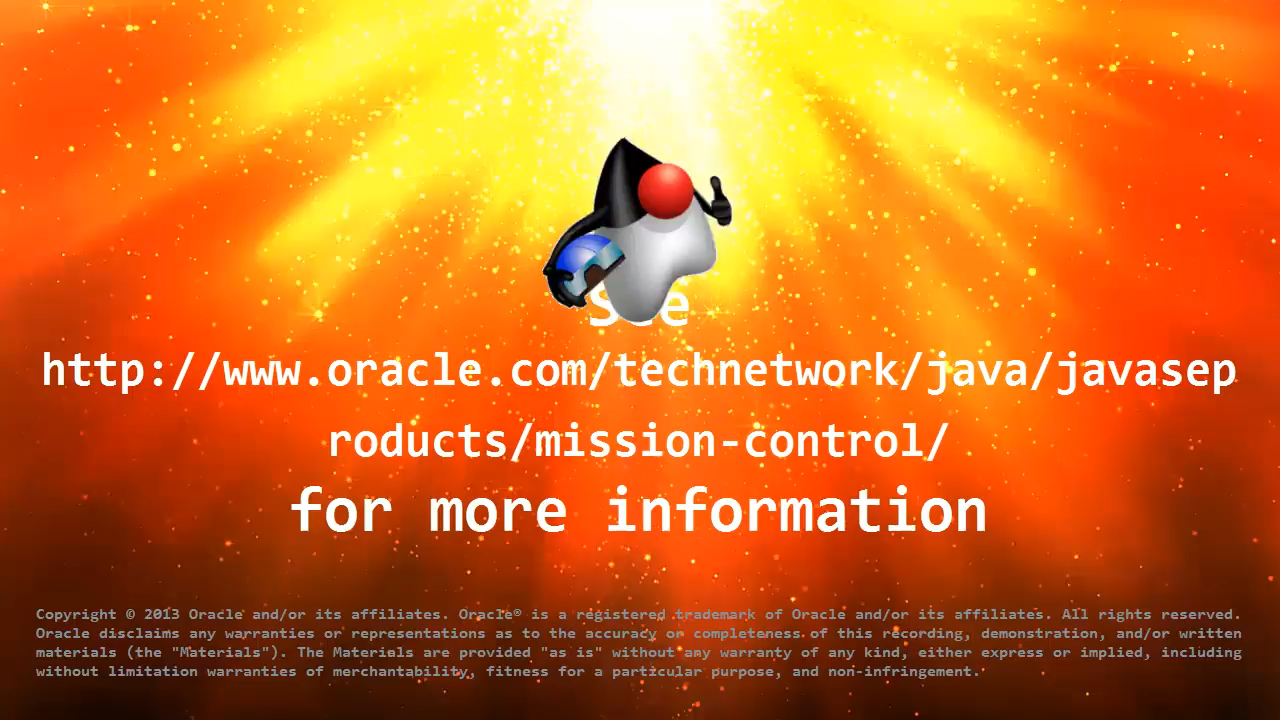 See
http://www.oracle.com/technetwork/java/javasep
roducts/mission-control/
for more information
Copyright © 2013 Oracle and/or its affiliates. Oracle® is a registered trademark of Oracle and/or its affiliates. All rights reserved.
Oracle disclaims any warranties or representations as to the accuracy or completeness of this recording, demonstration, and/or written
materials (the "Materials"). The Materials are provided "as is" without any warranty of any kind, either express or implied, including
without limitation warranties of merchantability, fitness for a particular purpose, and non-infringement.